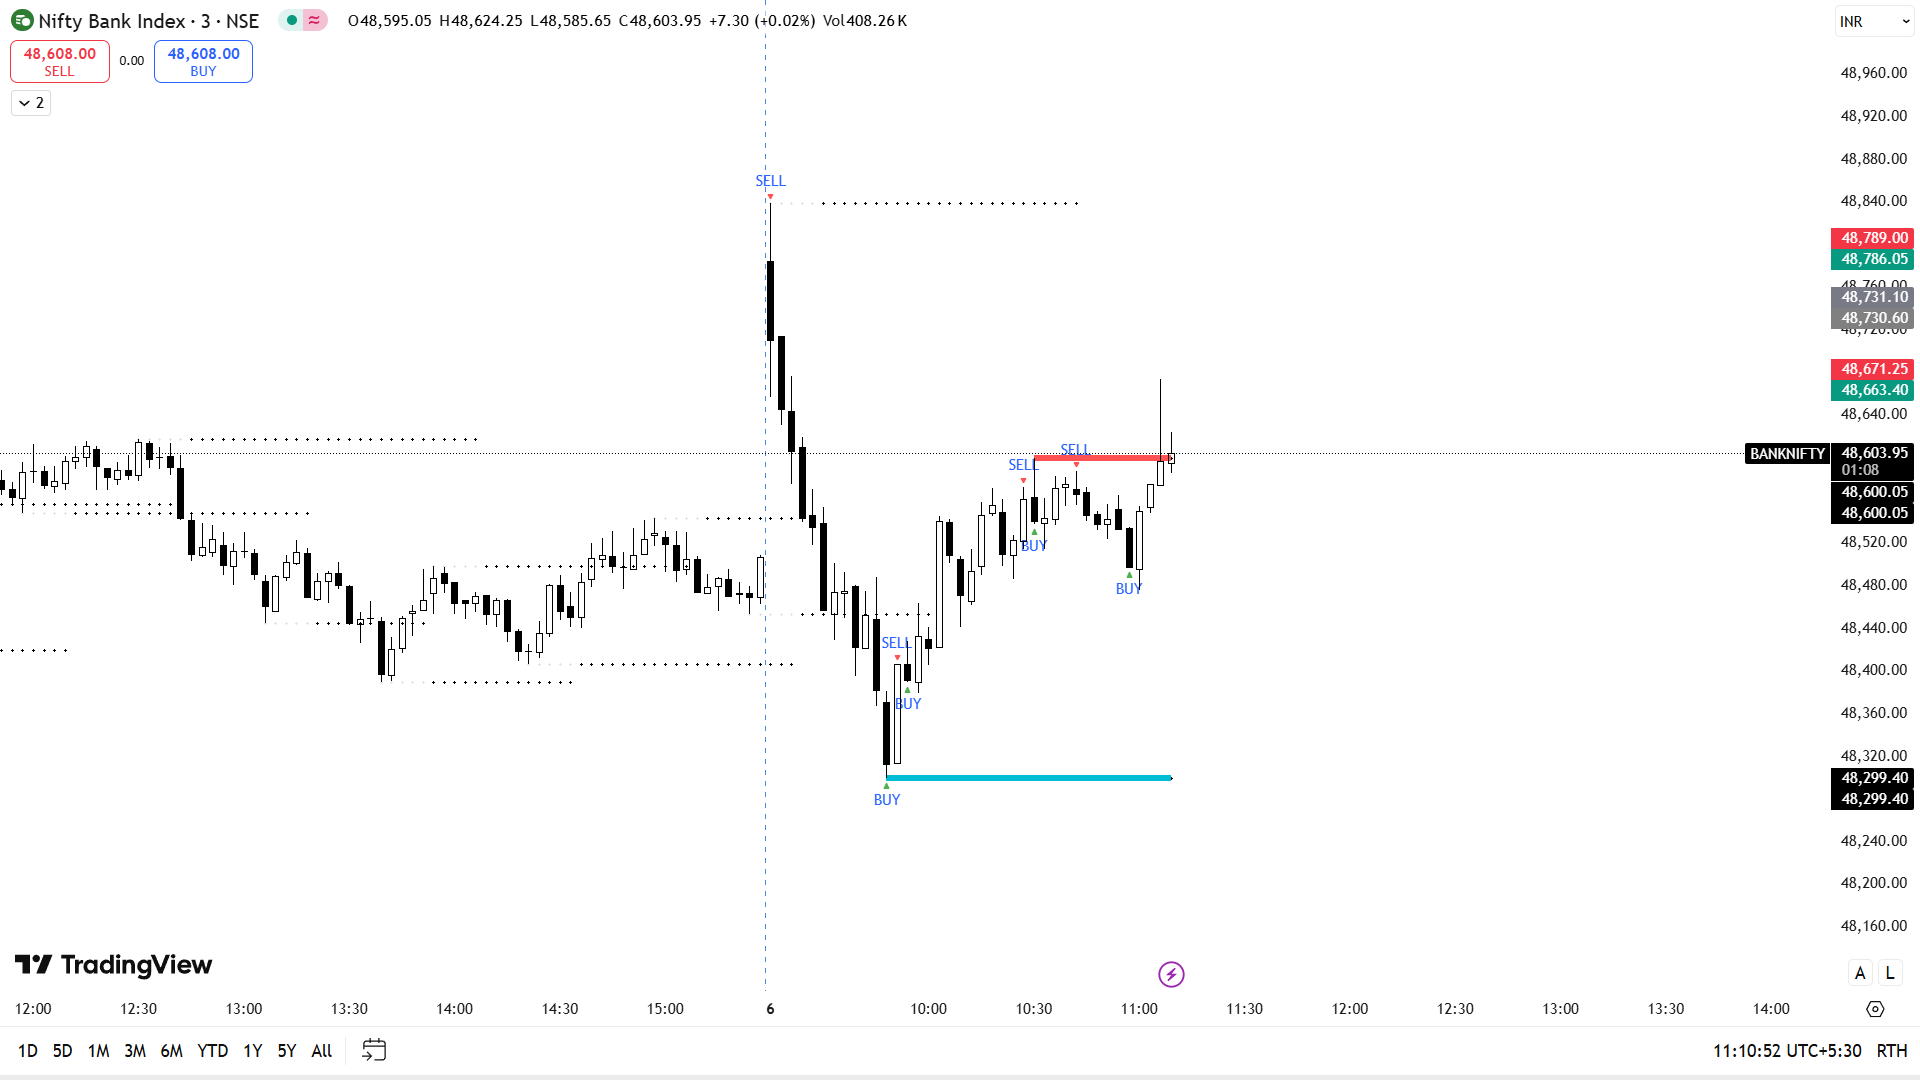 Nifty Bank Index · 3 · NSE
O48,595.05 H48,624.25 L48,585.65 C48,603.95 +7.30 (+0.02%) Vol408.26 K
INR
48,608.00
SELL
0.00
48,608.00
BUY
2
48,960.00
48,920.00
48,880.00
48,840.00
48,789.00
48,786.05
48,760.00
48,731.10
48,730.60
48,720.00
48,671.25
48,663.40
48,640.00
BANKNIFTY
48,603.95
01:08
48,600.05
48,600.05
48,520.00
48,480.00
48,440.00
48,400.00
48,360.00
48,320.00
48,299.40
48,299.40
48,240.00
48,200.00
48,160.00
SELL
SELL
SELL
BUY
BUY
SELL
BUY
BUY
TradingView
A L
12:00 12:30 13:00 13:30 14:00 14:30 15:00 6 10:00 10:30 11:00 11:30 12:00 12:30 13:00 13:30 14:00
1D 5D 1M 3M 6M YTD 1Y 5Y All
11:10:52 UTC+5:30 RTH